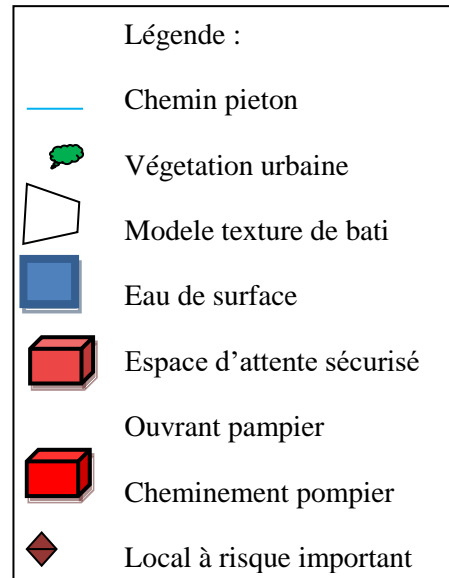 Légende :
Chemin pieton
Végetation urbaine
Modele texture de bati
Eau de surface
Espace d'attente sécurisé
Ouvrant pampier
Cheminement pompier
Local à risque important